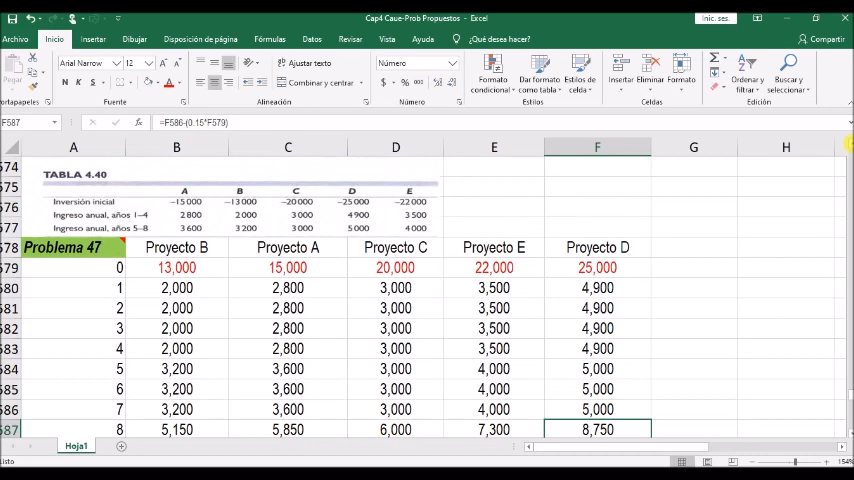 Cap4 Caue-Prob Propuestos - Excel
Inic. ses.
Archivo Inicio Insertar Dibujar Disposición de página Fórmulas Datos Revisar Vista Ayuda ¿Qué desea hacer? Compartir
Pegar
Arial Narrow 12 A A
N K S
Ajustar texto
Combinar y centrar
Número
$ % 000
Formato condicional
Dar formato como tabla
Estilos de celda
Insertar Eliminar Formato
Ordenar y filtrar
Buscar y seleccionar
ortapapeles Fuente Alineación Número Estilos Celdas Edición
F587 fx =F586-(0.15*F579)
A B C D E F G H
574 TABLA 4.40
575 A B C D E
576 Inversión inicial –15 000 –13 000 –20 000 –25 000 –22 000
Ingreso anual, años 1–4 2 800 2 000 3 000 4 900 3 500
577 Ingreso anual, años 5–8 3 600 3 200 3 000 5 000 4 000
578 Problema 47 Proyecto B Proyecto A Proyecto C Proyecto E Proyecto D
579 0 13,000 15,000 20,000 22,000 25,000
580 1 2,000 2,800 3,000 3,500 4,900
581 2 2,000 2,800 3,000 3,500 4,900
582 3 2,000 2,800 3,000 3,500 4,900
583 4 2,000 2,800 3,000 3,500 4,900
584 5 3,200 3,600 3,000 4,000 5,000
585 6 3,200 3,600 3,000 4,000 5,000
586 7 3,200 3,600 3,000 4,000 5,000
587 8 5,150 5,850 6,000 7,300 8,750
Hoja1
Listo 154%